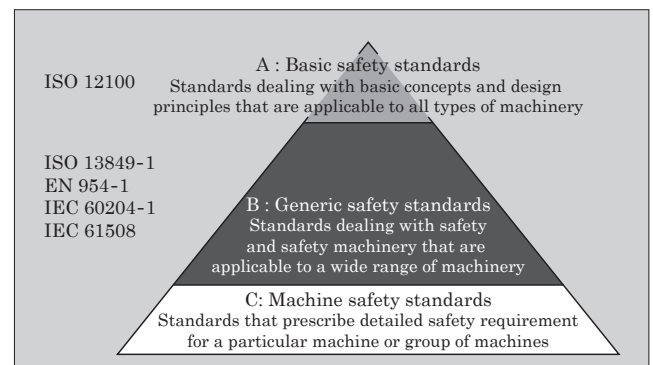 A : Basic safety standards
ISO 12100
Standards dealing with basic concepts and design
principles that are applicable to all types of machinery
ISO 13849-1
EN 954-1
IEC 60204-1
IEC 61508
B : Generic safety standards
Standards dealing with safety
and safety machinery that are
applicable to a wide range of machinery
C: Machine safety standards
Standards that prescribe detailed safety requirement
for a particular machine or group of machines